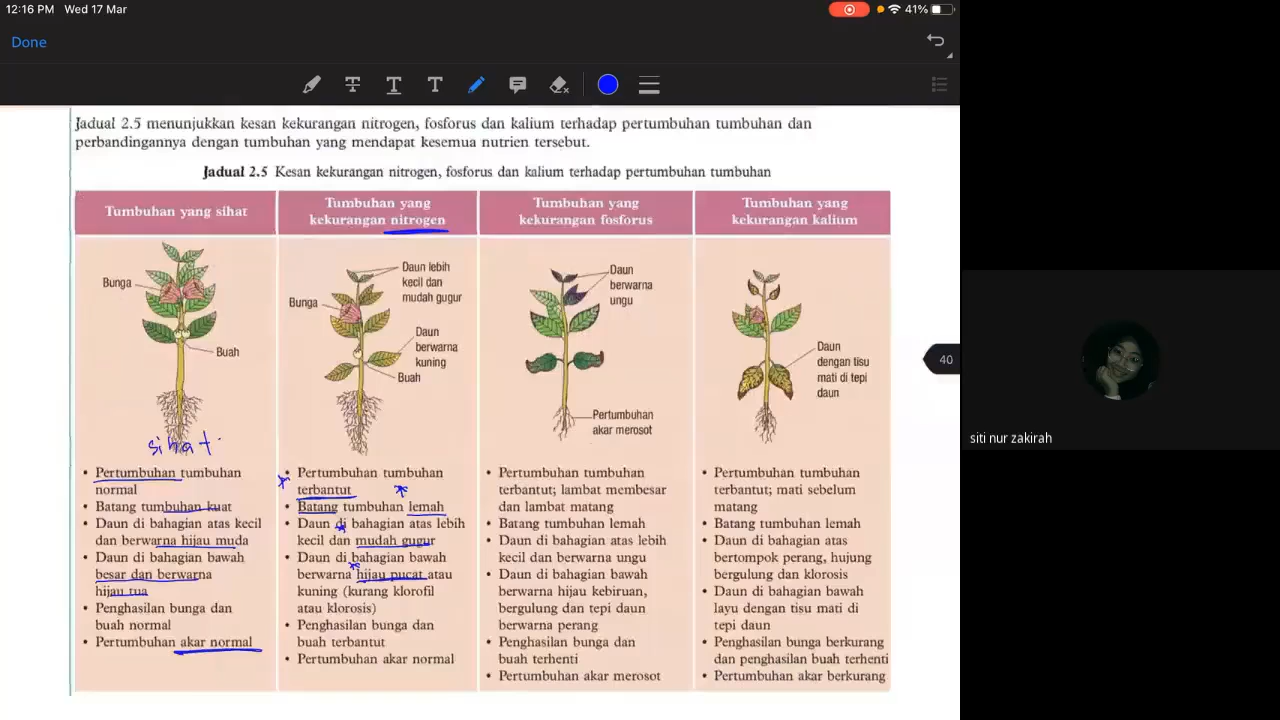 12:16 PM Wed 17 Mar
41%
Done
T T T
Jadual 2.5 menunjukkan kesan kekurangan nitrogen, fosforus dan kalium terhadap pertumbuhan tumbuhan dan
perbandingannya dengan tumbuhan yang mendapat kesemua nutrien tersebut.
Jadual 2.5 Kesan kekurangan nitrogen, fosforus dan kalium terhadap pertumbuhan tumbuhan
Tumbuhan yang sihat
Tumbuhan yang
kekurangan nitrogen
Tumbuhan yang
kekurangan fosforus
Tumbuhan yang
kekurangan kalium
Bunga
Buah
sihat
Daun lebih
kecil dan
mudah gugur
Bunga
Daun
berwarna
kuning
Buah
Daun
berwarna
ungu
Pertumbuhan
akar merosot
Daun
dengan tisu
mati di tepi
daun
• Pertumbuhan tumbuhan
normal
• Batang tumbuhan kuat
• Daun di bahagian atas kecil
dan berwarna hijau muda
• Daun di bahagian bawah
besar dan berwarna
hijau tua
• Penghasilan bunga dan
buah normal
• Pertumbuhan akar normal
• Pertumbuhan tumbuhan
terbantut
• Batang tumbuhan lemah
• Daun di bahagian atas lebih
kecil dan mudah gugur
• Daun di bahagian bawah
berwarna hijau pucat atau
kuning (kurang klorofil
atau klorosis)
• Penghasilan bunga dan
buah terbantut
• Pertumbuhan akar normal
• Pertumbuhan tumbuhan
terbantut; lambat membesar
dan lambat matang
• Batang tumbuhan lemah
• Daun di bahagian atas lebih
kecil dan berwarna ungu
• Daun di bahagian bawah
berwarna hijau kebiruan,
bergulung dan tepi daun
berwarna perang
• Penghasilan bunga dan
buah terhenti
• Pertumbuhan akar merosot
• Pertumbuhan tumbuhan
terbantut; mati sebelum
matang
• Batang tumbuhan lemah
• Daun di bahagian atas
bertompok perang, hujung
bergulung dan klorosis
• Daun di bahagian bawah
layu dengan tisu mati di
tepi daun
• Penghasilan bunga berkurang
dan penghasilan buah terhenti
• Pertumbuhan akar berkurang
40
siti nur zakirah